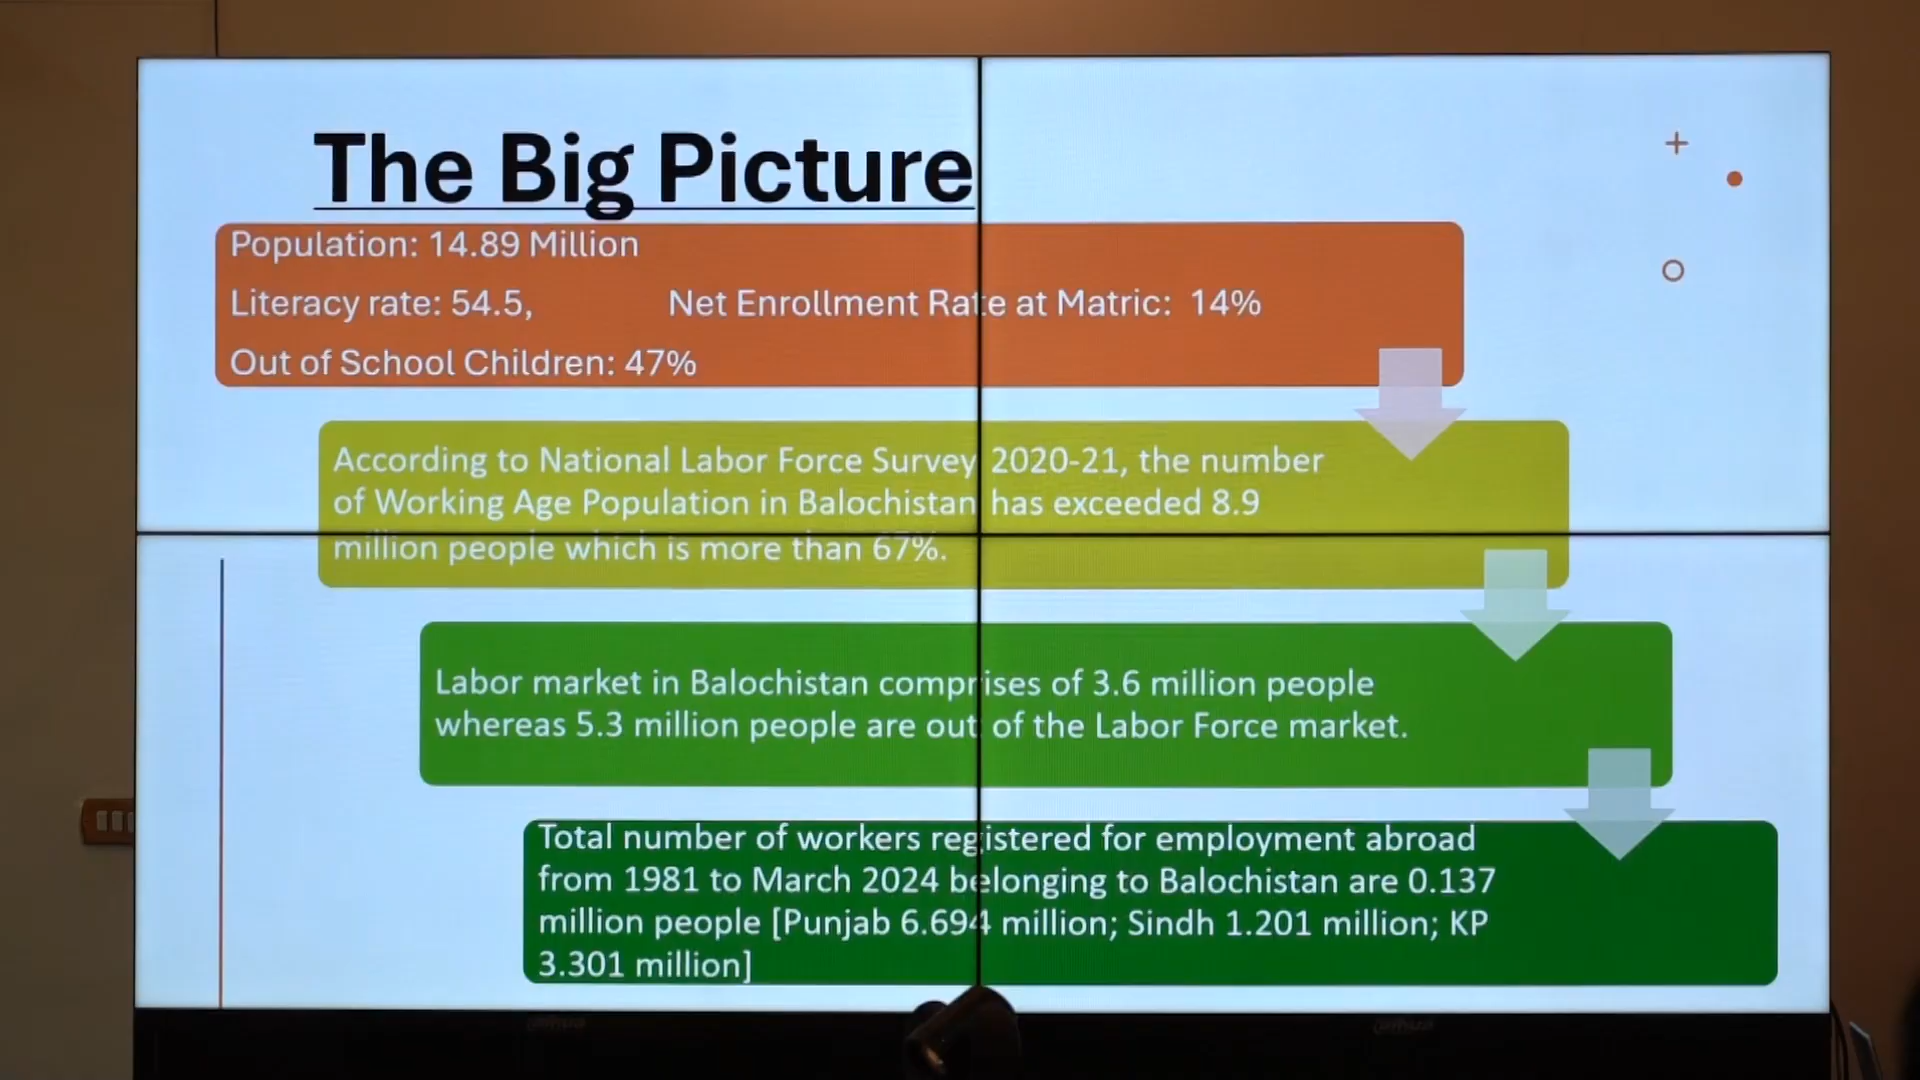 The Big Picture
Population: 14.89 Million
Literacy rate: 54.5, Net Enrollment Rate at Matric: 14%
Out of School Children: 47%
According to National Labor Force Survey 2020-21, the number
of Working Age Population in Balochistan has exceeded 8.9
million people which is more than 67%.
Labor market in Balochistan comprises of 3.6 million people
whereas 5.3 million people are out of the Labor Force market.
Total number of workers registered for employment abroad
from 1981 to March 2024 belonging to Balochistan are 0.137
million people [Punjab 6.694 million; Sindh 1.201 million; KP
3.301 million]